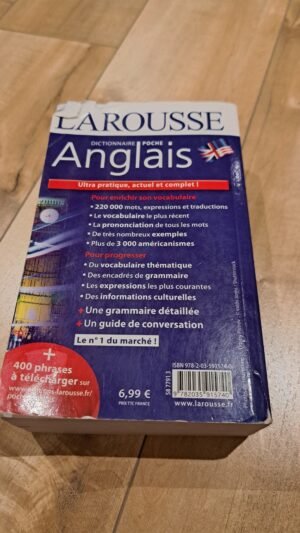 LAROUSSE
DICTIONNAIRE POCHE
Anglais
Ultra pratique, actuel et complet !
Pour enrichir son vocabulaire
• 220 000 mots, expressions et traductions
• Le vocabulaire le plus récent
• La prononciation de tous les mots
• De très nombreux exemples
• Plus de 3 000 américanismes
Pour progresser
• Du vocabulaire thématique
• Des encadrés de grammaire
• Les expressions les plus courantes
• Des informations culturelles
+ Une grammaire détaillée
+ Un guide de conversation
Le n°1 du marché !
+
400 phrases
à télécharger sur
6,99 €
PRIX TTC FRANCE
9 782035 915740
www.larousse.fr